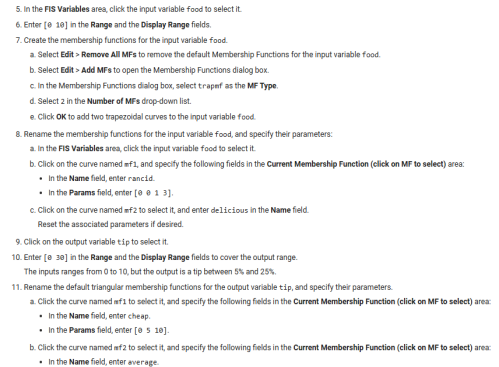 5. In the FIS Variables area, click the input variable food to select it.
6. Enter [0 10] in the Range and the Display Range fields.
7. Create the membership functions for the input variable food.
a. Select Edit > Remove All MFs to remove the default Membership Functions for the input variable food.
b. Select Edit > Add MFs to open the Membership Functions dialog box.
c. In the Membership Functions dialog box, select trapmf as the MF Type.
d. Select 2 in the Number of MFs drop-down list.
e. Click OK to add two trapezoidal curves to the input variable food.
8. Rename the membership functions for the input variable food, and specify their parameters:
a. In the FIS Variables area, click the input variable food to select it.
b. Click on the curve named mf1, and specify the following fields in the Current Membership Function (click on MF to select) area:
• In the Name field, enter rancid.
• In the Params field, enter [0 0 1 3].
c. Click on the curve named mf2 to select it, and enter delicious in the Name field.
Reset the associated parameters if desired.
9. Click on the output variable tip to select it.
10. Enter [0 30] in the Range and the Display Range fields to cover the output range.
The inputs ranges from 0 to 10, but the output is a tip between 5% and 25%.
11. Rename the default triangular membership functions for the output variable tip, and specify their parameters.
a. Click the curve named mf1 to select it, and specify the following fields in the Current Membership Function (click on MF to select) area:
• In the Name field, enter cheap.
• In the Params field, enter [0 5 10].
b. Click the curve named mf2 to select it, and specify the following fields in the Current Membership Function (click on MF to select) area:
• In the Name field, enter average.